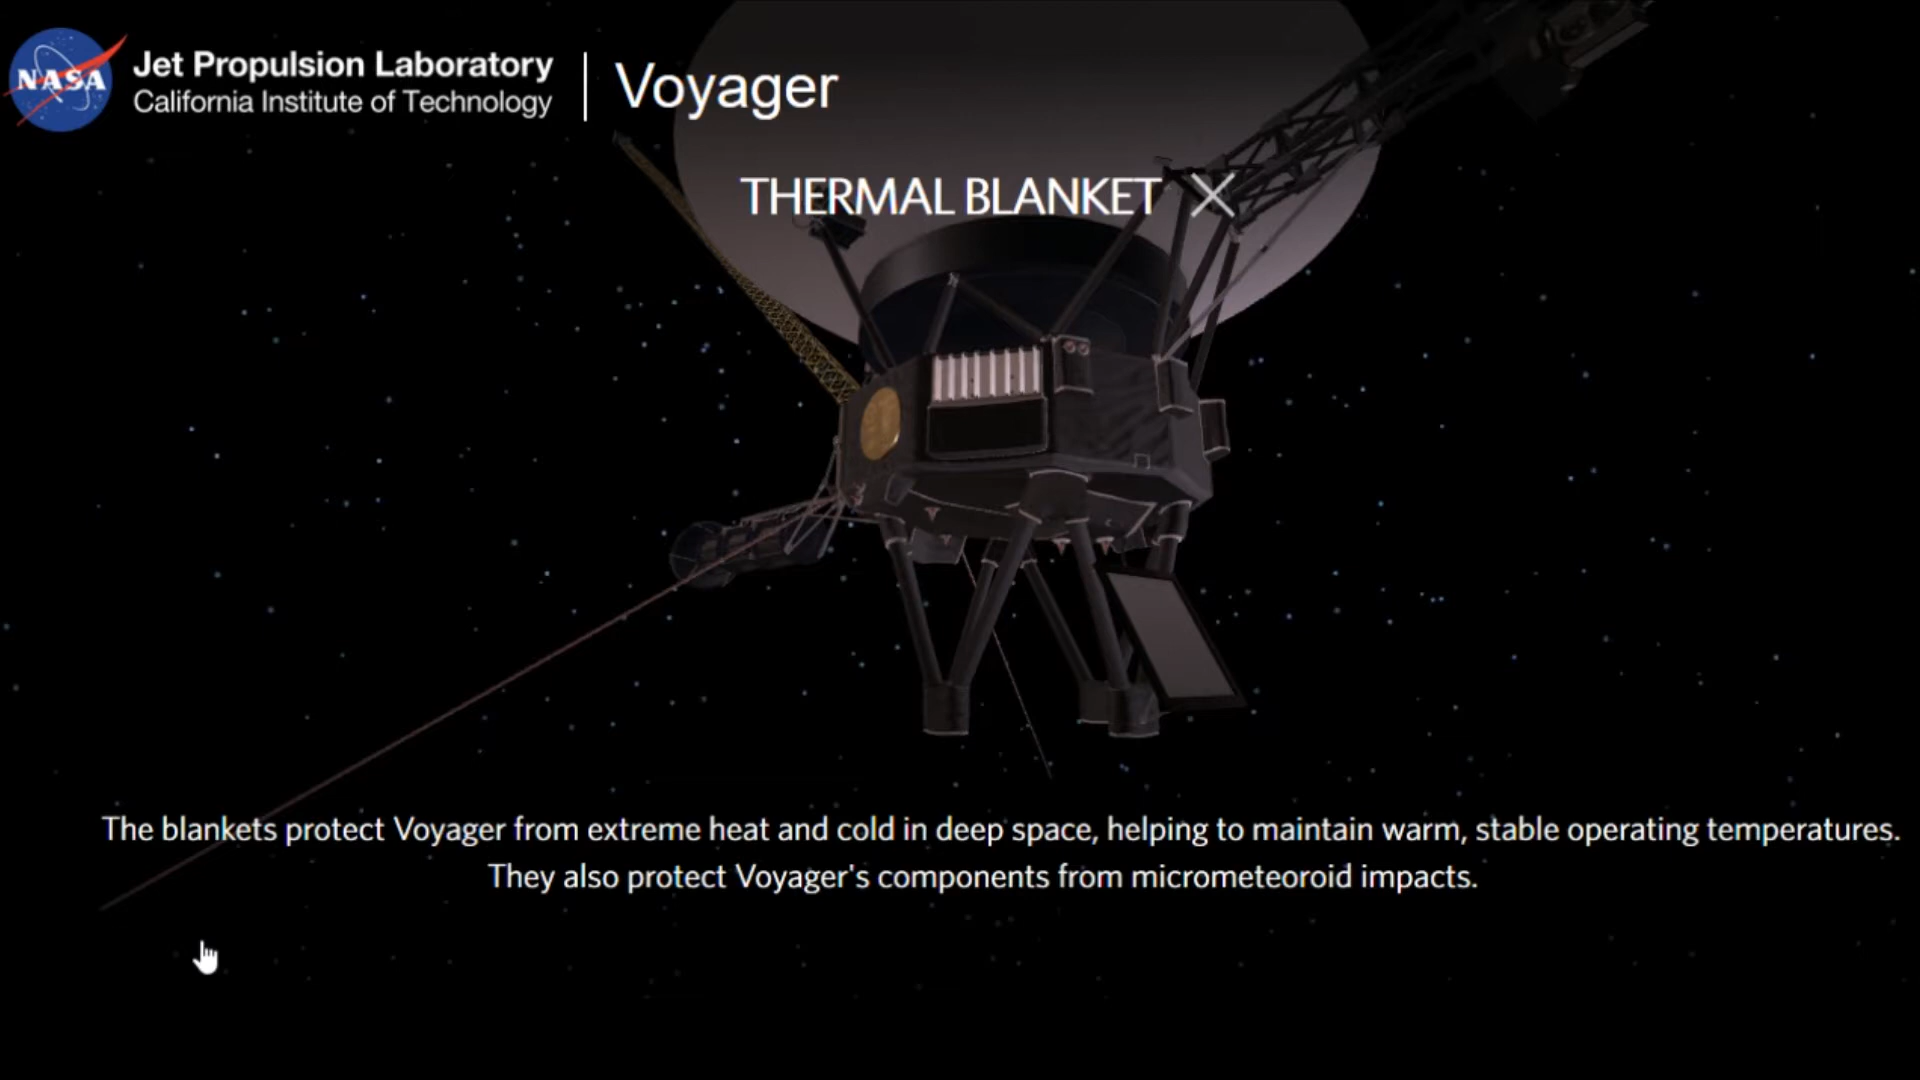 NASA
Jet Propulsion Laboratory
California Institute of Technology
Voyager
THERMAL BLANKET
The blankets protect Voyager from extreme heat and cold in deep space, helping to maintain warm, stable operating temperatures.
They also protect Voyager's components from micrometeoroid impacts.